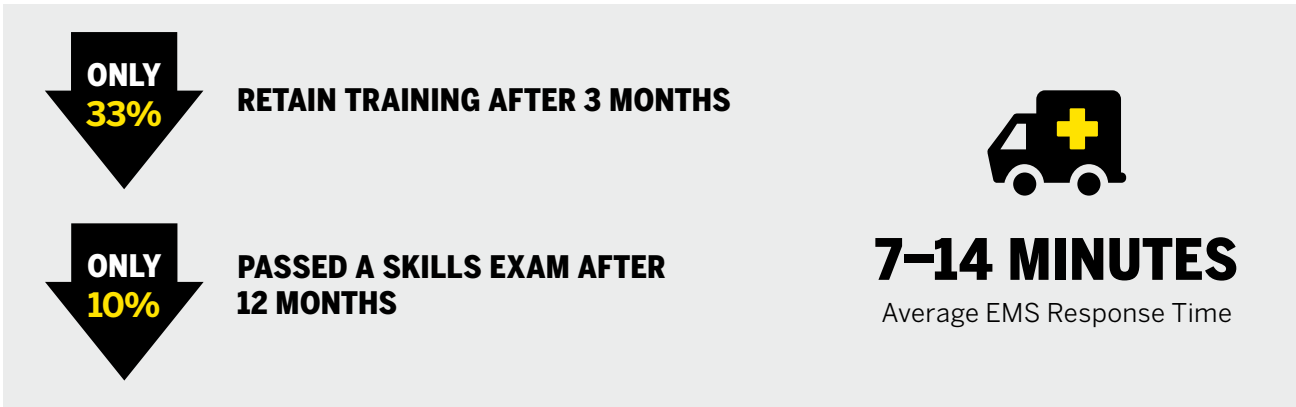 ONLY
33%
RETAIN TRAINING AFTER 3 MONTHS
ONLY
10%
PASSED A SKILLS EXAM AFTER
12 MONTHS
7–14 MINUTES
Average EMS Response Time